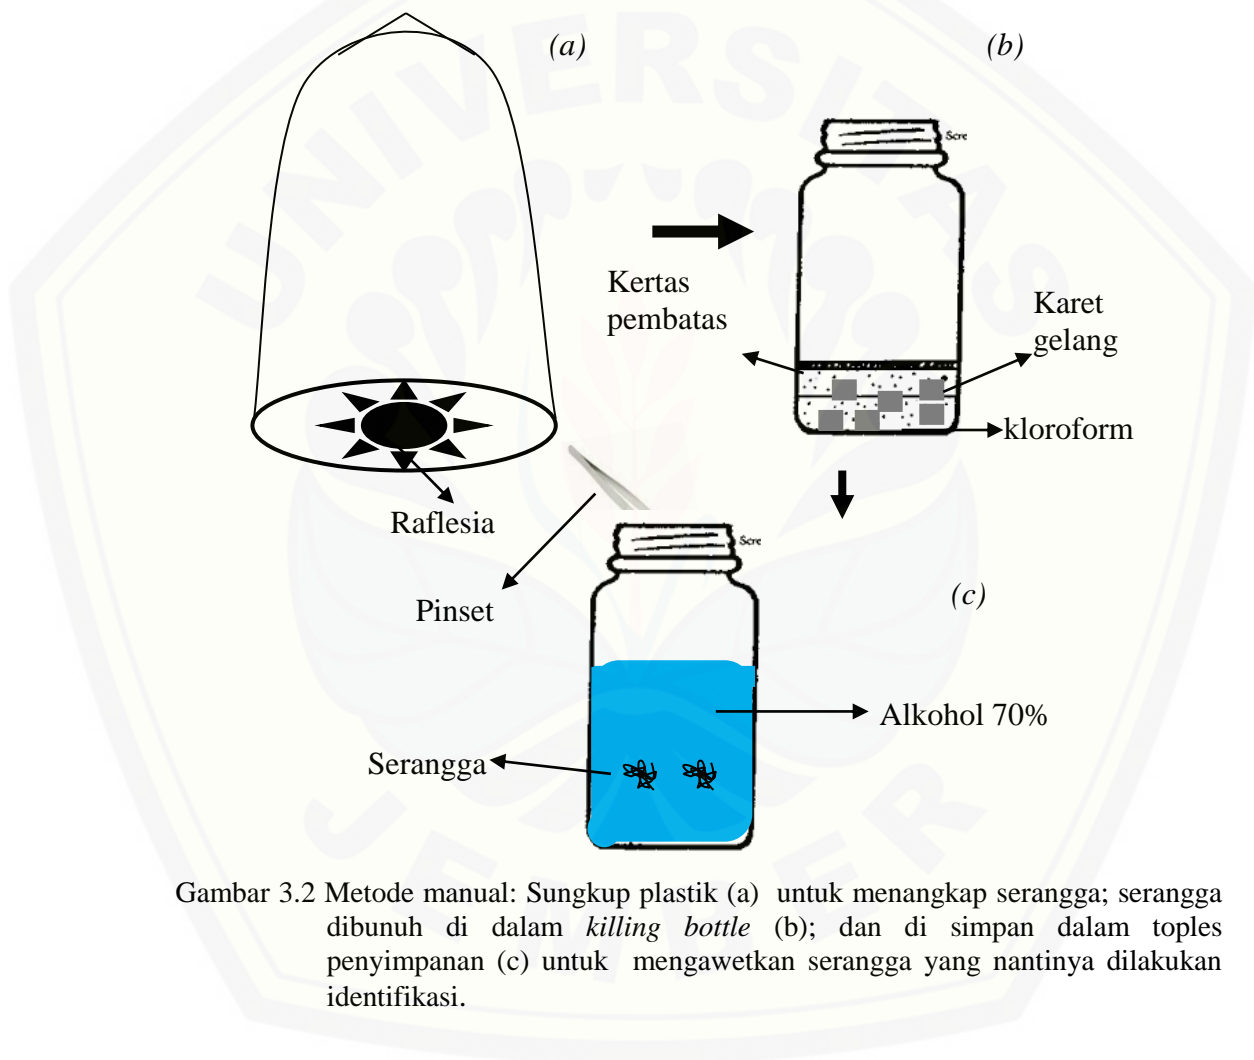 (a)
(b)
Scre
Kertas
pembatas
Karet
gelang
kloroform
Raflesia
Pinset
Scre
(c)
Alkohol 70%
Serangga
Gambar 3.2 Metode manual: Sungkup plastik (a) untuk menangkap serangga; serangga
dibunuh di dalam killing bottle (b); dan di simpan dalam toples
penyimpanan (c) untuk mengawetkan serangga yang nantinya dilakukan
identifikasi.
UNIVERSITAS
JEMBER